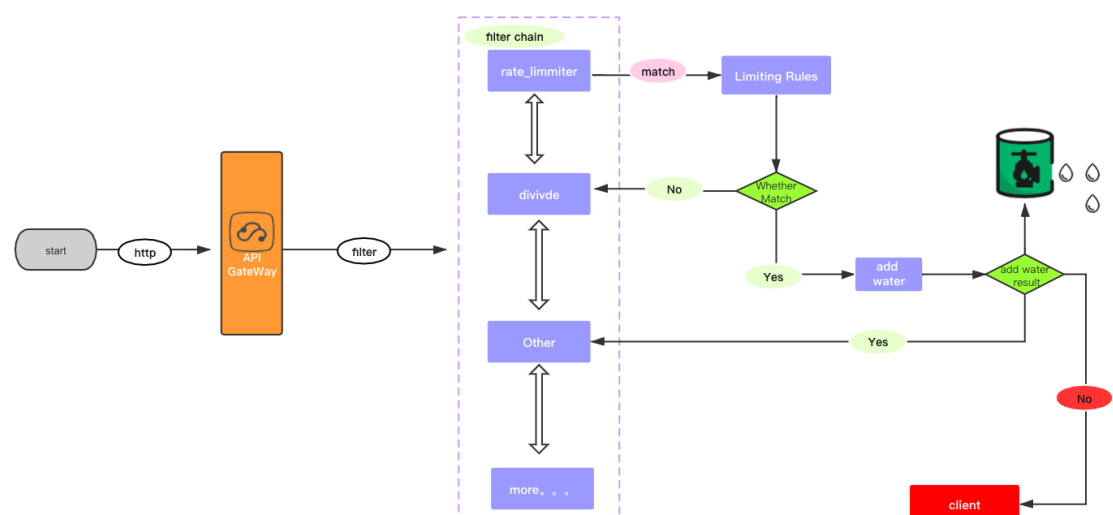 filter chain
rate_limmiter
match
Limiting Rules
No
Whether
Match
divivde
start
http
API
GateWay
filter
Yes
add
water
add water
result
Other
Yes
No
more。。。
client